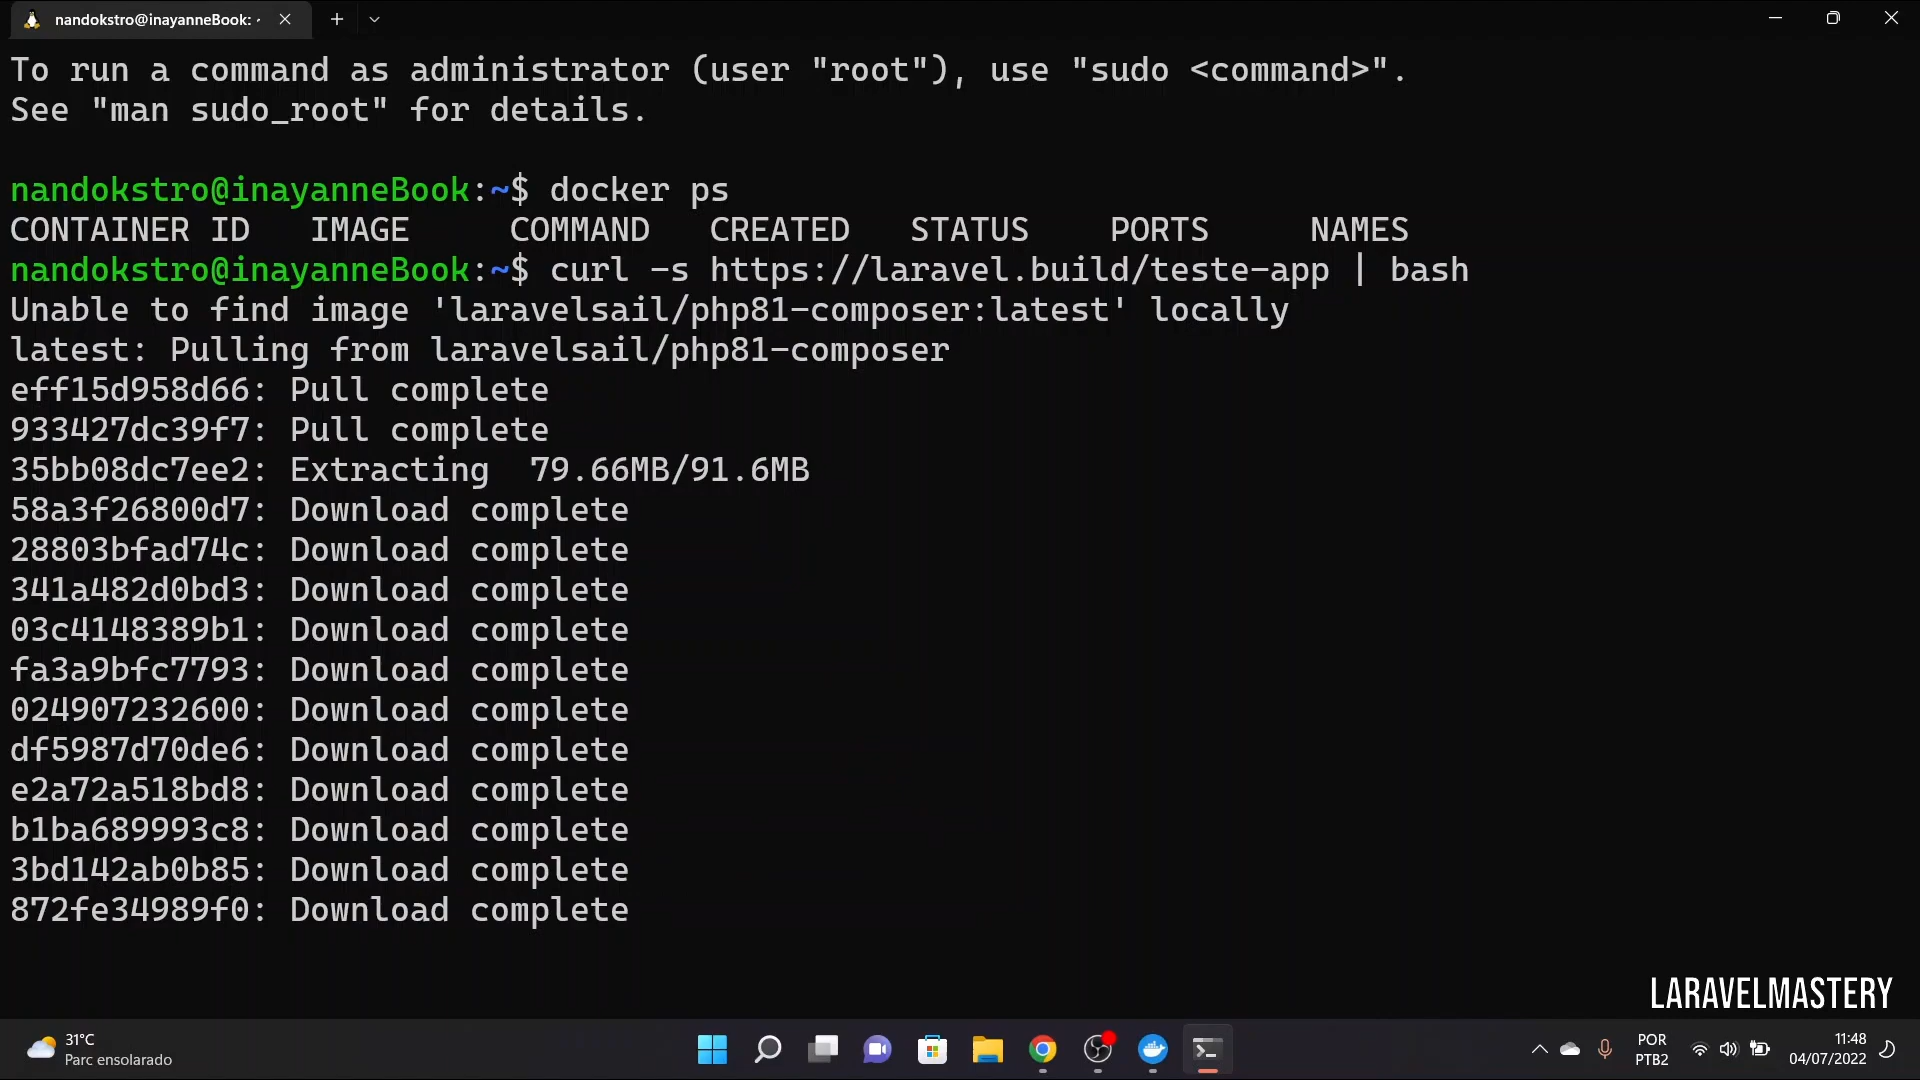 nandokstro@inayanneBook: ~
To run a command as administrator (user "root"), use "sudo <command>".
See "man sudo_root" for details.
nandokstro@inayanneBook:~$ docker ps
CONTAINER ID   IMAGE     COMMAND   CREATED   STATUS    PORTS     NAMES
nandokstro@inayanneBook:~$ curl -s https://laravel.build/teste-app | bash
Unable to find image 'laravelsail/php81-composer:latest' locally
latest: Pulling from laravelsail/php81-composer
eff15d958d66: Pull complete
933427dc39f7: Pull complete
35bb08dc7ee2: Extracting  79.66MB/91.6MB
58a3f26800d7: Download complete
28803bfad74c: Download complete
341a482d0bd3: Download complete
03c4148389b1: Download complete
fa3a9bfc7793: Download complete
024907232600: Download complete
df5987d70de6: Download complete
e2a72a518bd8: Download complete
b1ba689993c8: Download complete
3bd142ab0b85: Download complete
872fe34989f0: Download complete
LARAVELMASTERY
31°C
Parc ensolarado
POR
PTB2
11:48
04/07/2022